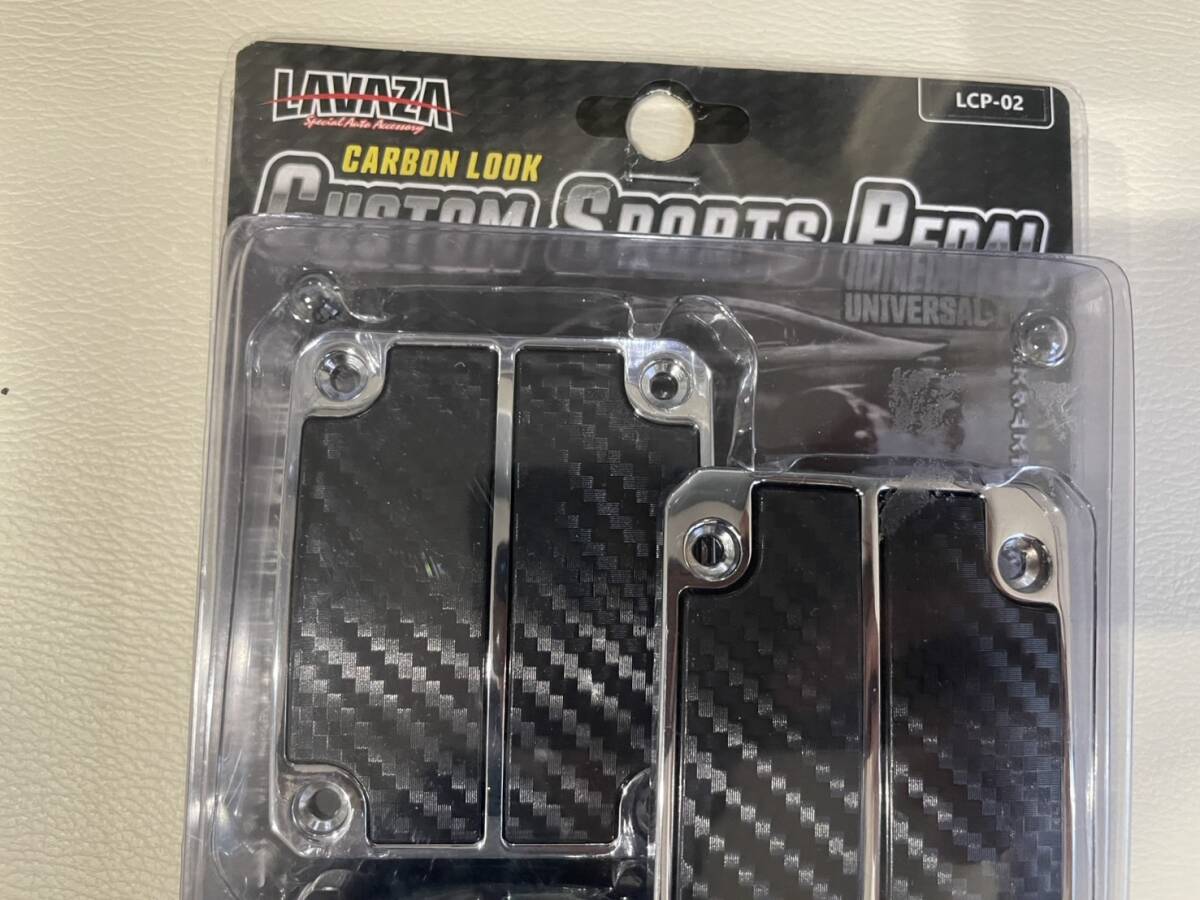 LAVAZA
Special Auto Accessory
LCP-02
CARBON LOOK
CUSTOM SPORTS PEDAL
UNIVERSAL